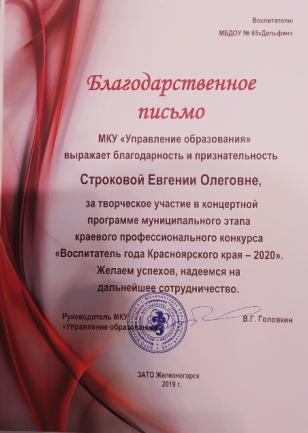 Воспитателю
МБДОУ № 65«Дельфин»
Благодарственное
письмо
МКУ «Управление образования»
выражает благодарность и признательность
Строковой Евгении Олеговне,
за творческое участие в концертной
программе муниципального этапа
краевого профессионального конкурса
«Воспитатель года Красноярского края – 2020».
Желаем успехов, надеемся на
дальнейшее сотрудничество.
Руководитель МКУ
«Управление образования»
В.Г. Головкин
ЗАТО Железногорск
2019 г.